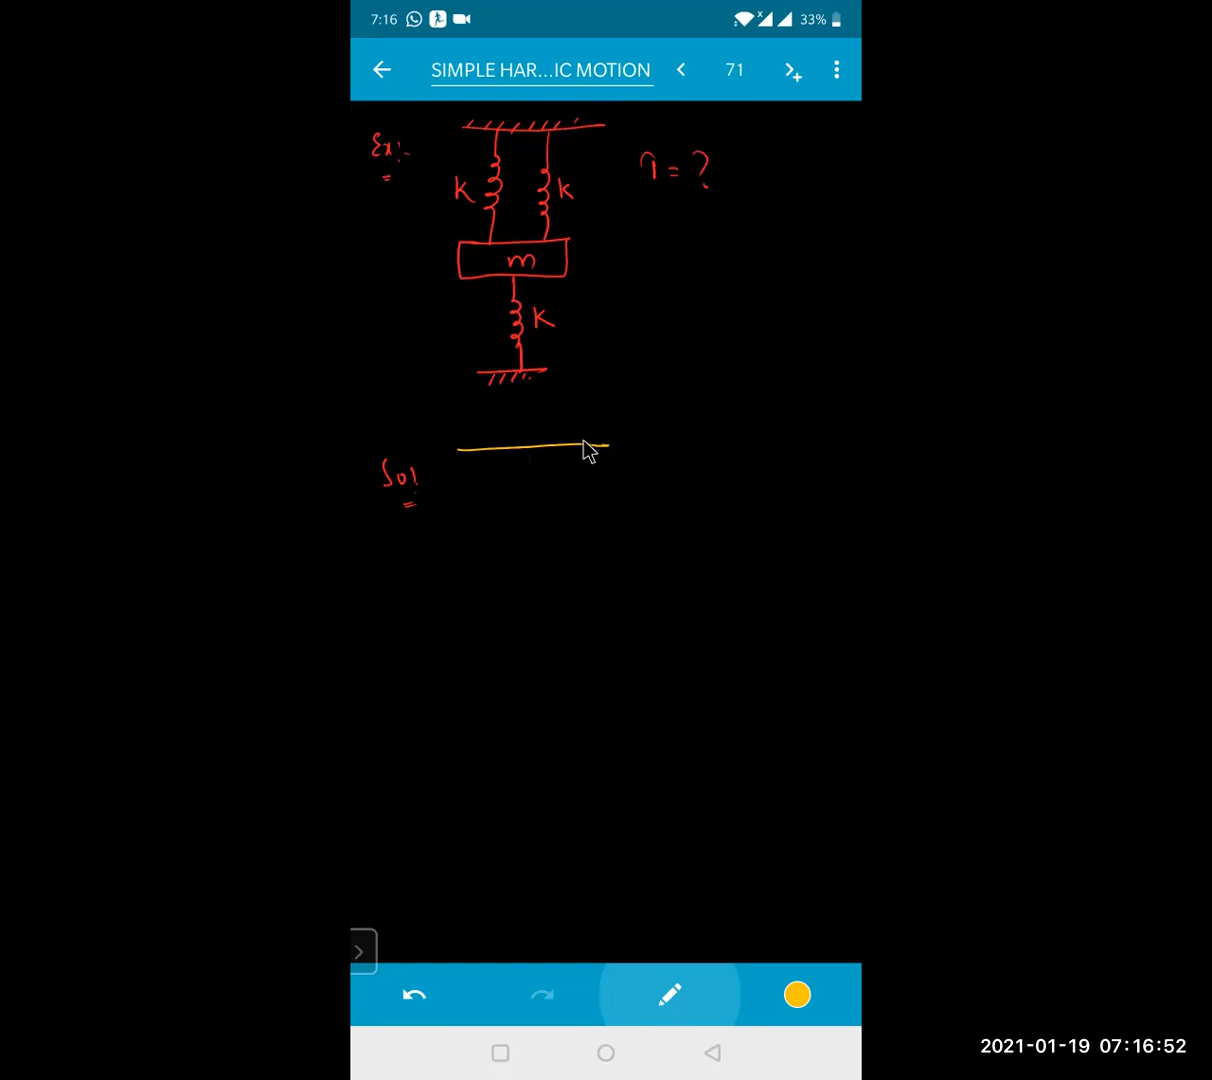 7:16 33%
SIMPLE HAR...IC MOTION 71
Ex:-
T = ?
K K
m
K
Sol
2021-01-19 07:16:52